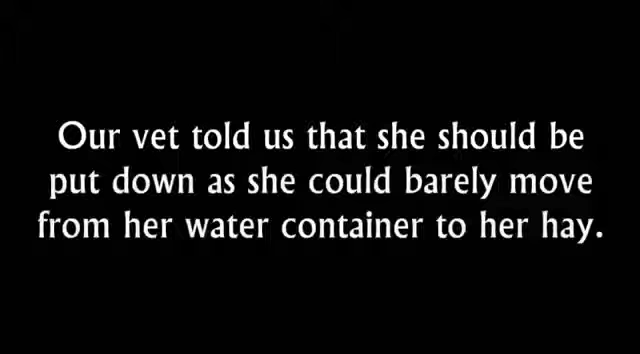 Our vet told us that she should be
put down as she could barely move
from her water container to her hay.